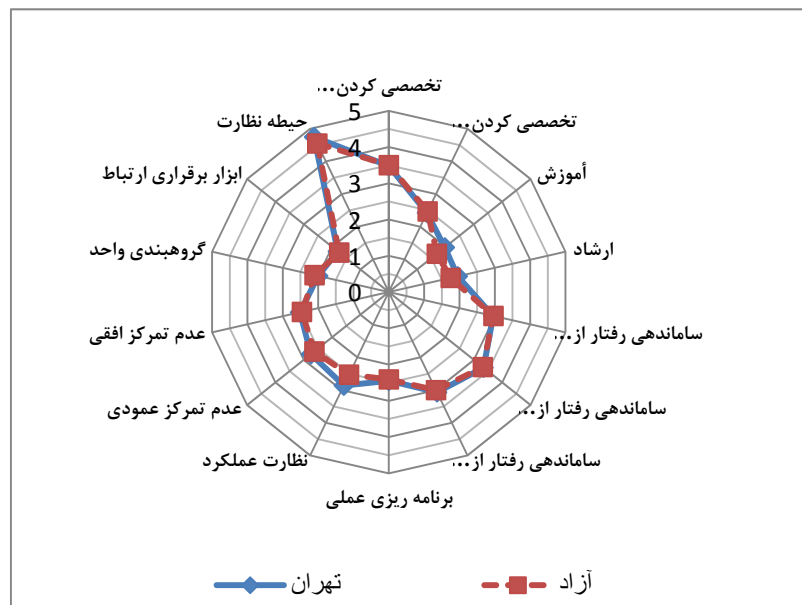 تخصصی کردن...
تخصصی کردن...
أموزش
ارشاد
ساماندهی رفتار از...
ساماندهی رفتار از...
ساماندهی رفتار از...
برنامه ریزی عملی
نظارت عملکرد
عدم تمرکز عمودی
عدم تمرکز افقی
گروهبندی واحد
ابزار برقراری ارتباط
حیطه نظارت
5
4
3
2
1
0
تهران
آزاد